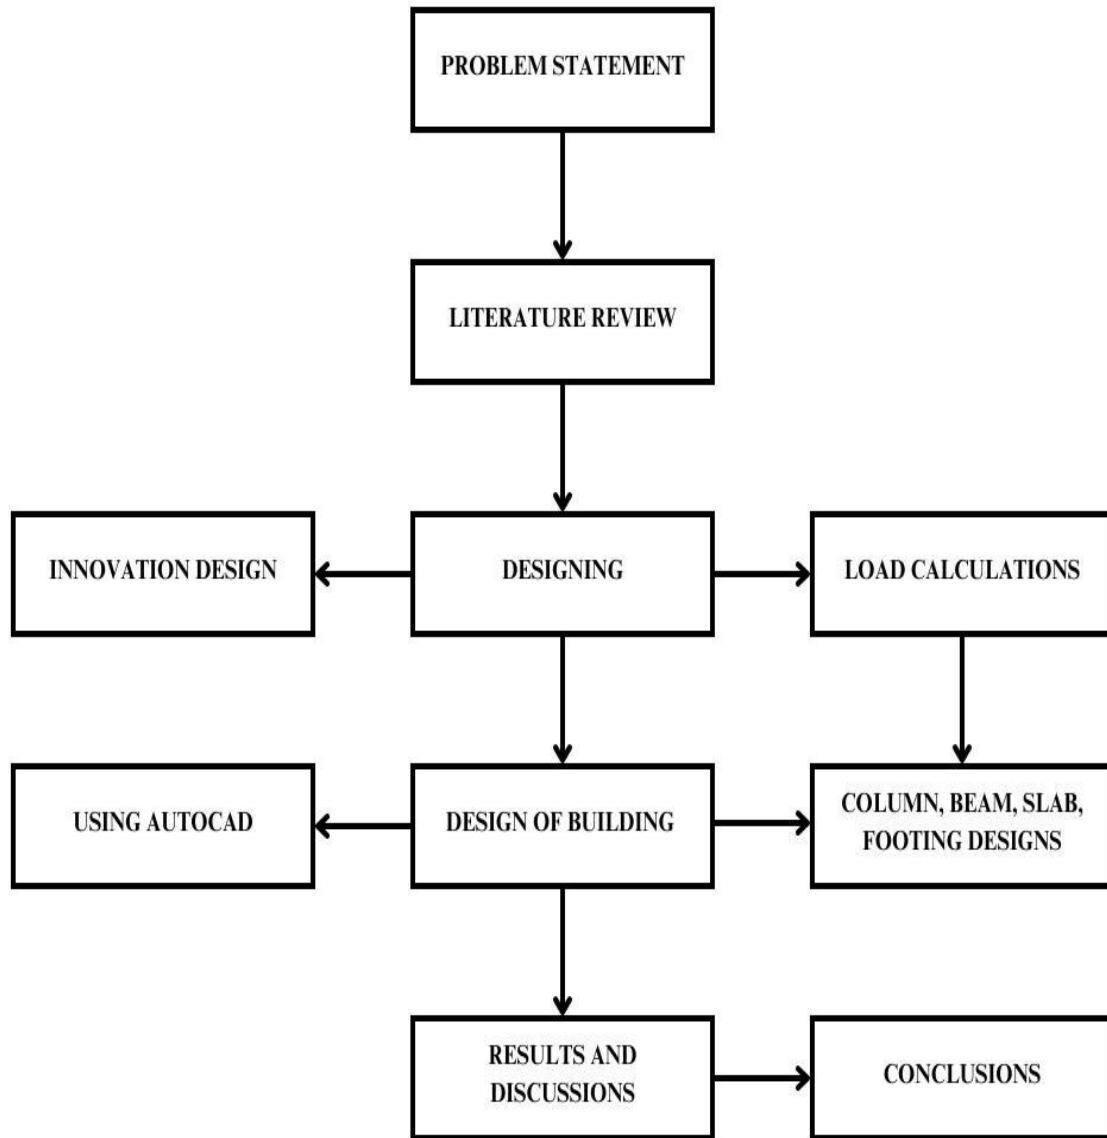 PROBLEM STATEMENT
LITERATURE REVIEW
INNOVATION DESIGN
DESIGNING
LOAD CALCULATIONS
USING AUTOCAD
DESIGN OF BUILDING
COLUMN, BEAM, SLAB,
FOOTING DESIGNS
RESULTS AND
DISCUSSIONS
CONCLUSIONS